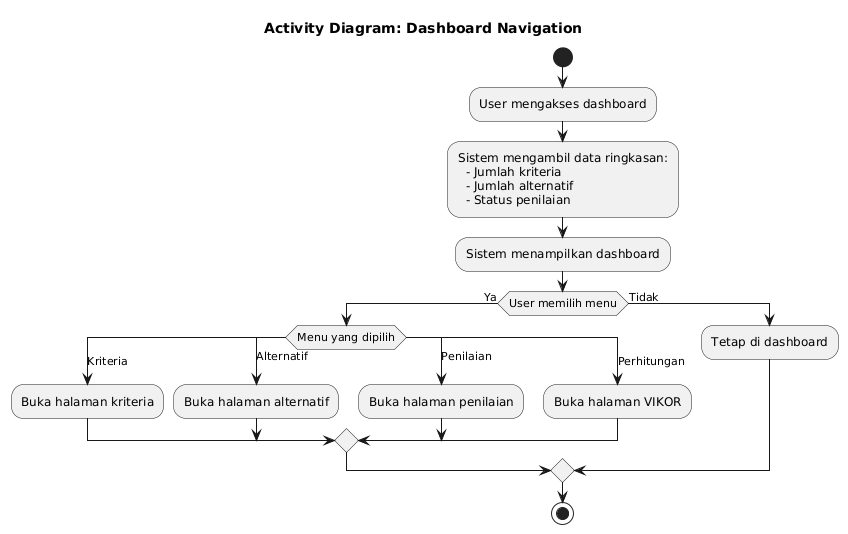 Activity Diagram: Dashboard Navigation
User mengakses dashboard
Sistem mengambil data ringkasan:
- Jumlah kriteria
- Jumlah alternatif
- Status penilaian
Sistem menampilkan dashboard
Ya
User memilih menu
Tidak
Menu yang dipilih
Tetap di dashboard
Kriteria
Alternatif
Penilaian
Perhitungan
Buka halaman kriteria
Buka halaman alternatif
Buka halaman penilaian
Buka halaman VIKOR